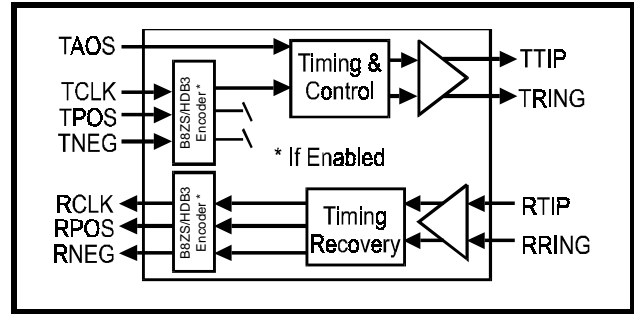 TAOS
TCLK
TPOS
TNEG
B8ZS/HDB3
Encoder *
Timing &
Control
TTIP
TRING
* If Enabled
RCLK
RPOS
RNEG
B8ZS/HDB3
Encoder *
Timing
Recovery
RTIP
RRING